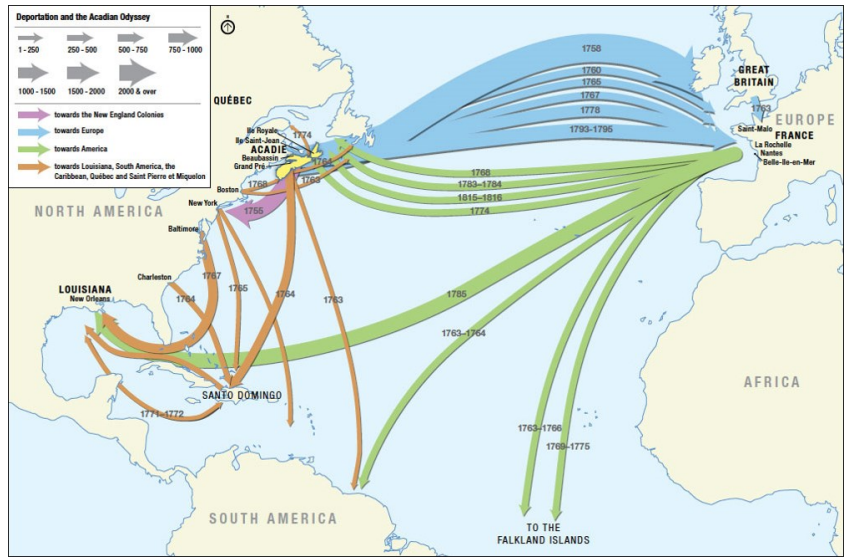 Deportation and the Acadian Odyssey
1 - 250
250 - 500
500 - 750
750 - 1000
1000 - 1500
1500 - 2000
2000 & over
towards the New England Colonies
towards Europe
towards America
towards Louisiana, South America, the
Caribbean, Québec and Saint Pierre et Miquelon
QUÉBEC
Ile Royale
Ile Saint-Jean
ACADIE
Beaubassin
Grand Pré
Boston
New York
NORTH AMERICA
Baltimore
Charleston
LOUISIANA
New Orleans
SANTO DOMINGO
SOUTH AMERICA
GREAT
BRITAIN
EUROPE
Saint-Malo
FRANCE
La Rochelle
Nantes
Belle-Ile-en-Mer
AFRICA
TO THE
FALKLAND ISLANDS
1758
1760
1765
1767
1778
1793-1795
1763
1774
1764
1768
1763
1755
1766
1783-1784
1815-1816
1774
1785
1763-1764
1763-1766
1769-1775
1767
1765
1764
1764
1763
1771-1772